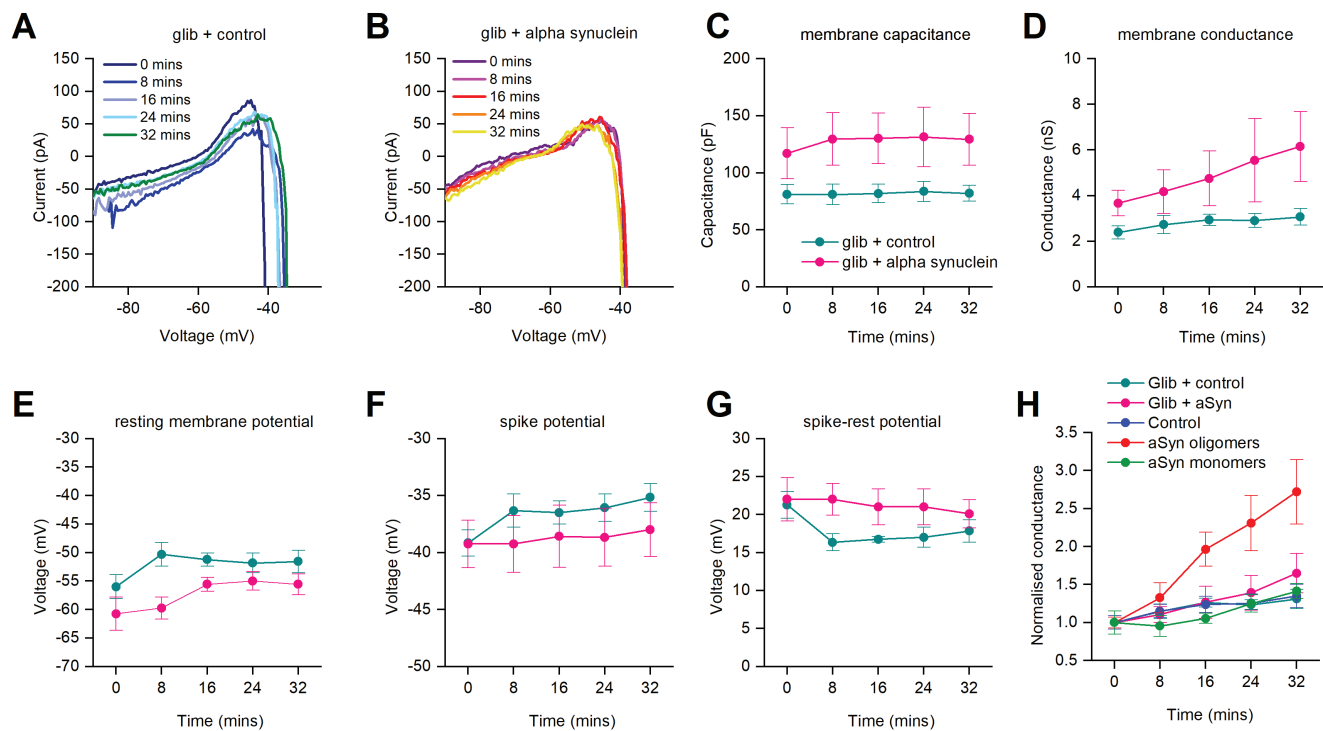 A
glib + control
150
100
50
0
-50
-100
-150
-200
Current (pA)
0 mins
8 mins
16 mins
24 mins
32 mins
-80
-60
-40
Voltage (mV)
B
glib + alpha synuclein
150
100
50
0
-50
-100
-150
-200
Current (pA)
0 mins
8 mins
16 mins
24 mins
32 mins
-80
-60
-40
Voltage (mV)
C
membrane capacitance
200
150
100
50
0
Capacitance (pF)
glib + control
glib + alpha synuclein
0
8
16
24
32
Time (mins)
D
membrane conductance
10
8
6
4
2
0
Conductance (nS)
0
8
16
24
32
Time (mins)
E
resting membrane potential
-30
-35
-40
-45
-50
-55
-60
-65
-70
Voltage (mV)
0
8
16
24
32
Time (mins)
F
spike potential
-30
-35
-40
-45
-50
Voltage (mV)
0
8
16
24
32
Time (mins)
G
spike-rest potential
30
25
20
15
10
5
0
Voltage (mV)
0
8
16
24
32
Time (mins)
H
Glib + control
Glib + aSyn
Control
aSyn oligomers
aSyn monomers
3.5
3.0
2.5
2.0
1.5
1.0
0.5
Normalised conductance
0
8
16
24
32
Time (mins)